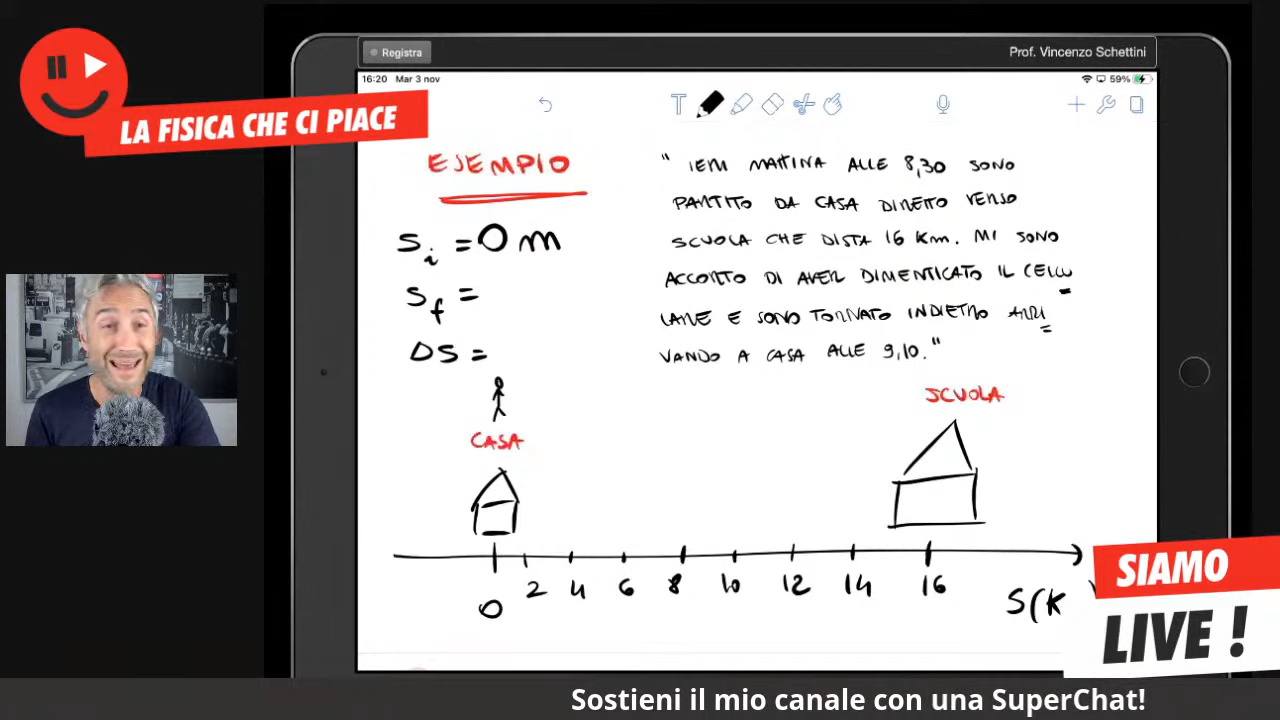 Registra
Prof. Vincenzo Schettini
16:20 Mar 3 nov
59%
LA FISICA CHE CI PIACE
ESEMPIO
Si = 0 m
Sf =
ΔS =
" IERI MATTINA ALLE 8,30 SONO
PARTITO DA CASA DIRETTO VERSO
SCUOLA CHE DISTA 16 Km. MI SONO
ACCORTO DI AVER DIMENTICATO IL CELLU
LARE E SONO TORNATO INDIETRO ARRI
VANDO A CASA ALLE 9,10."
CASA
SCUOLA
0 2 4 6 8 10 12 14 16
S(K
SIAMO
LIVE !
Sostieni il mio canale con una SuperChat!